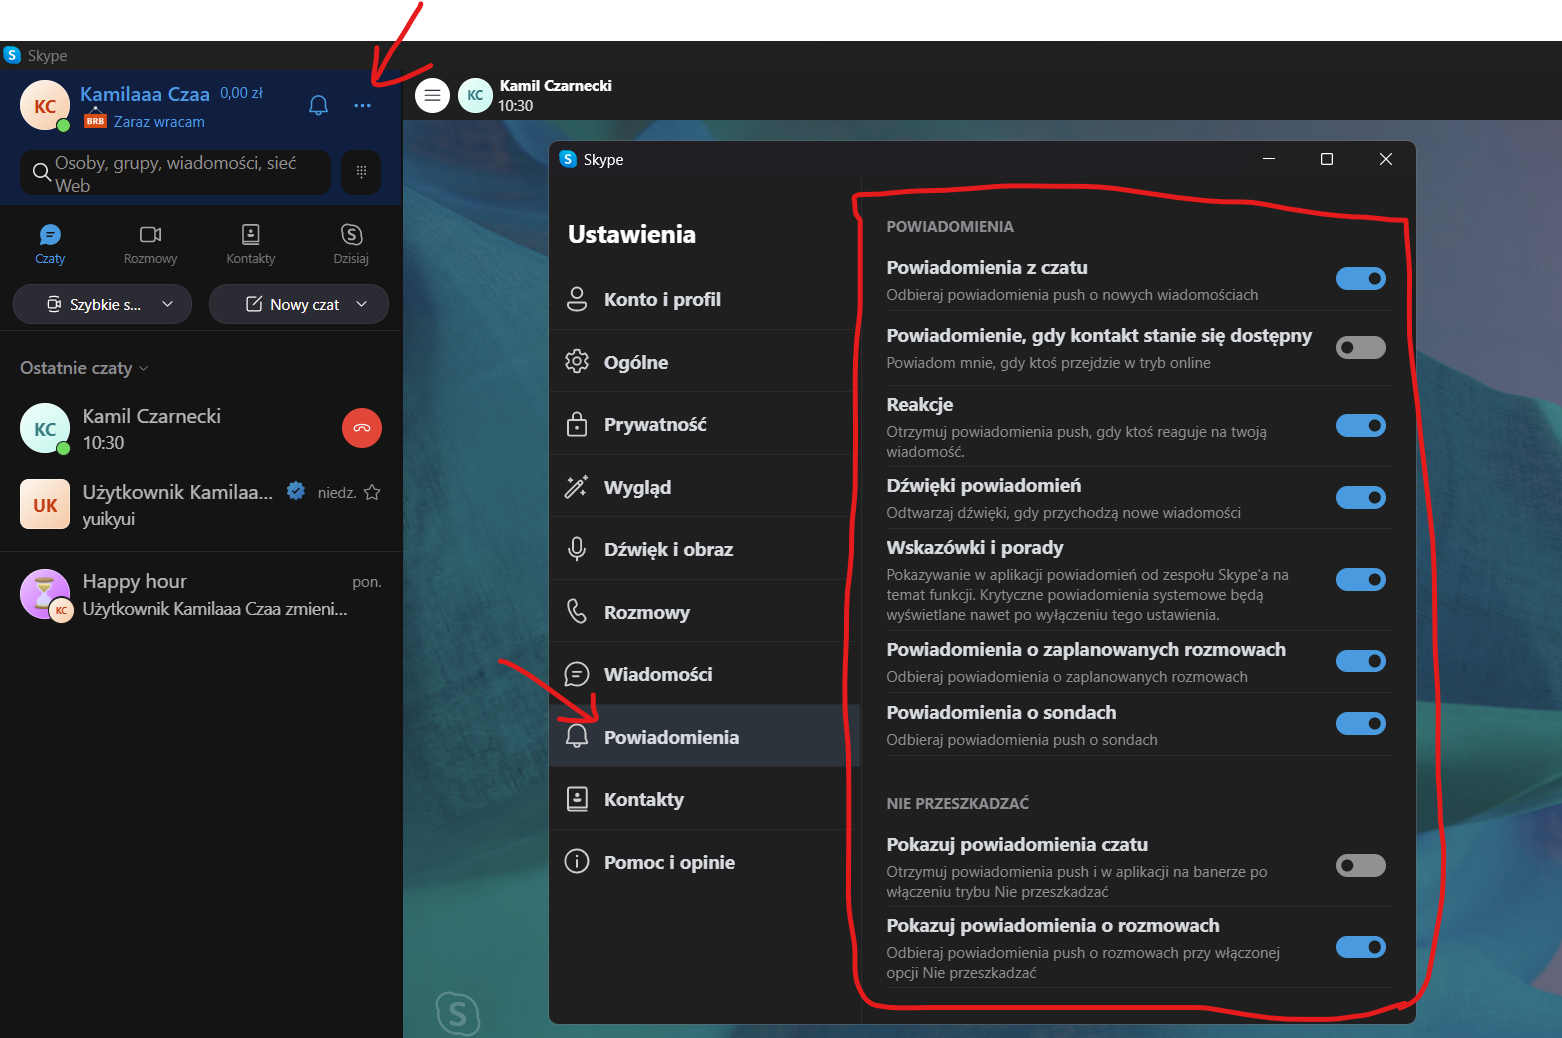 Skype
KC
Kamilaaa Czaa 0,00 zł
BRB Zaraz wracam
Osoby, grupy, wiadomości, sieć
Web
Czaty
Rozmowy
Kontakty
Dzisiaj
Szybkie s...
Nowy czat
Ostatnie czaty
KC
Kamil Czarnecki
10:30
UK
Użytkownik Kamilaa...
niedz.
yuikyui
Happy hour
pon.
KC
Użytkownik Kamilaaa Czaa zmieni...
KC
Kamil Czarnecki
10:30
Skype
Ustawienia
Konto i profil
Ogólne
Prywatność
Wygląd
Dźwięk i obraz
Rozmowy
Wiadomości
Powiadomienia
Kontakty
Pomoc i opinie
POWIADOMIENIA
Powiadomienia z czatu
Odbieraj powiadomienia push o nowych wiadomościach
Powiadomienie, gdy kontakt stanie się dostępny
Powiadom mnie, gdy ktoś przejdzie w tryb online
Reakcje
Otrzymuj powiadomienia push, gdy ktoś reaguje na twoją
wiadomość.
Dźwięki powiadomień
Odtwarzaj dźwięki, gdy przychodzą nowe wiadomości
Wskazówki i porady
Pokazywanie w aplikacji powiadomień od zespołu Skype'a na
temat funkcji. Krytyczne powiadomienia systemowe będą
wyświetlane nawet po wyłączeniu tego ustawienia.
Powiadomienia o zaplanowanych rozmowach
Odbieraj powiadomienia o zaplanowanych rozmowach
Powiadomienia o sondach
Odbieraj powiadomienia push o sondach
NIE PRZESZKADZAĆ
Pokazuj powiadomienia czatu
Otrzymuj powiadomienia push i w aplikacji na banerze po
włączeniu trybu Nie przeszkadzać
Pokazuj powiadomienia o rozmowach
Odbieraj powiadomienia push o rozmowach przy włączonej
opcji Nie przeszkadzać